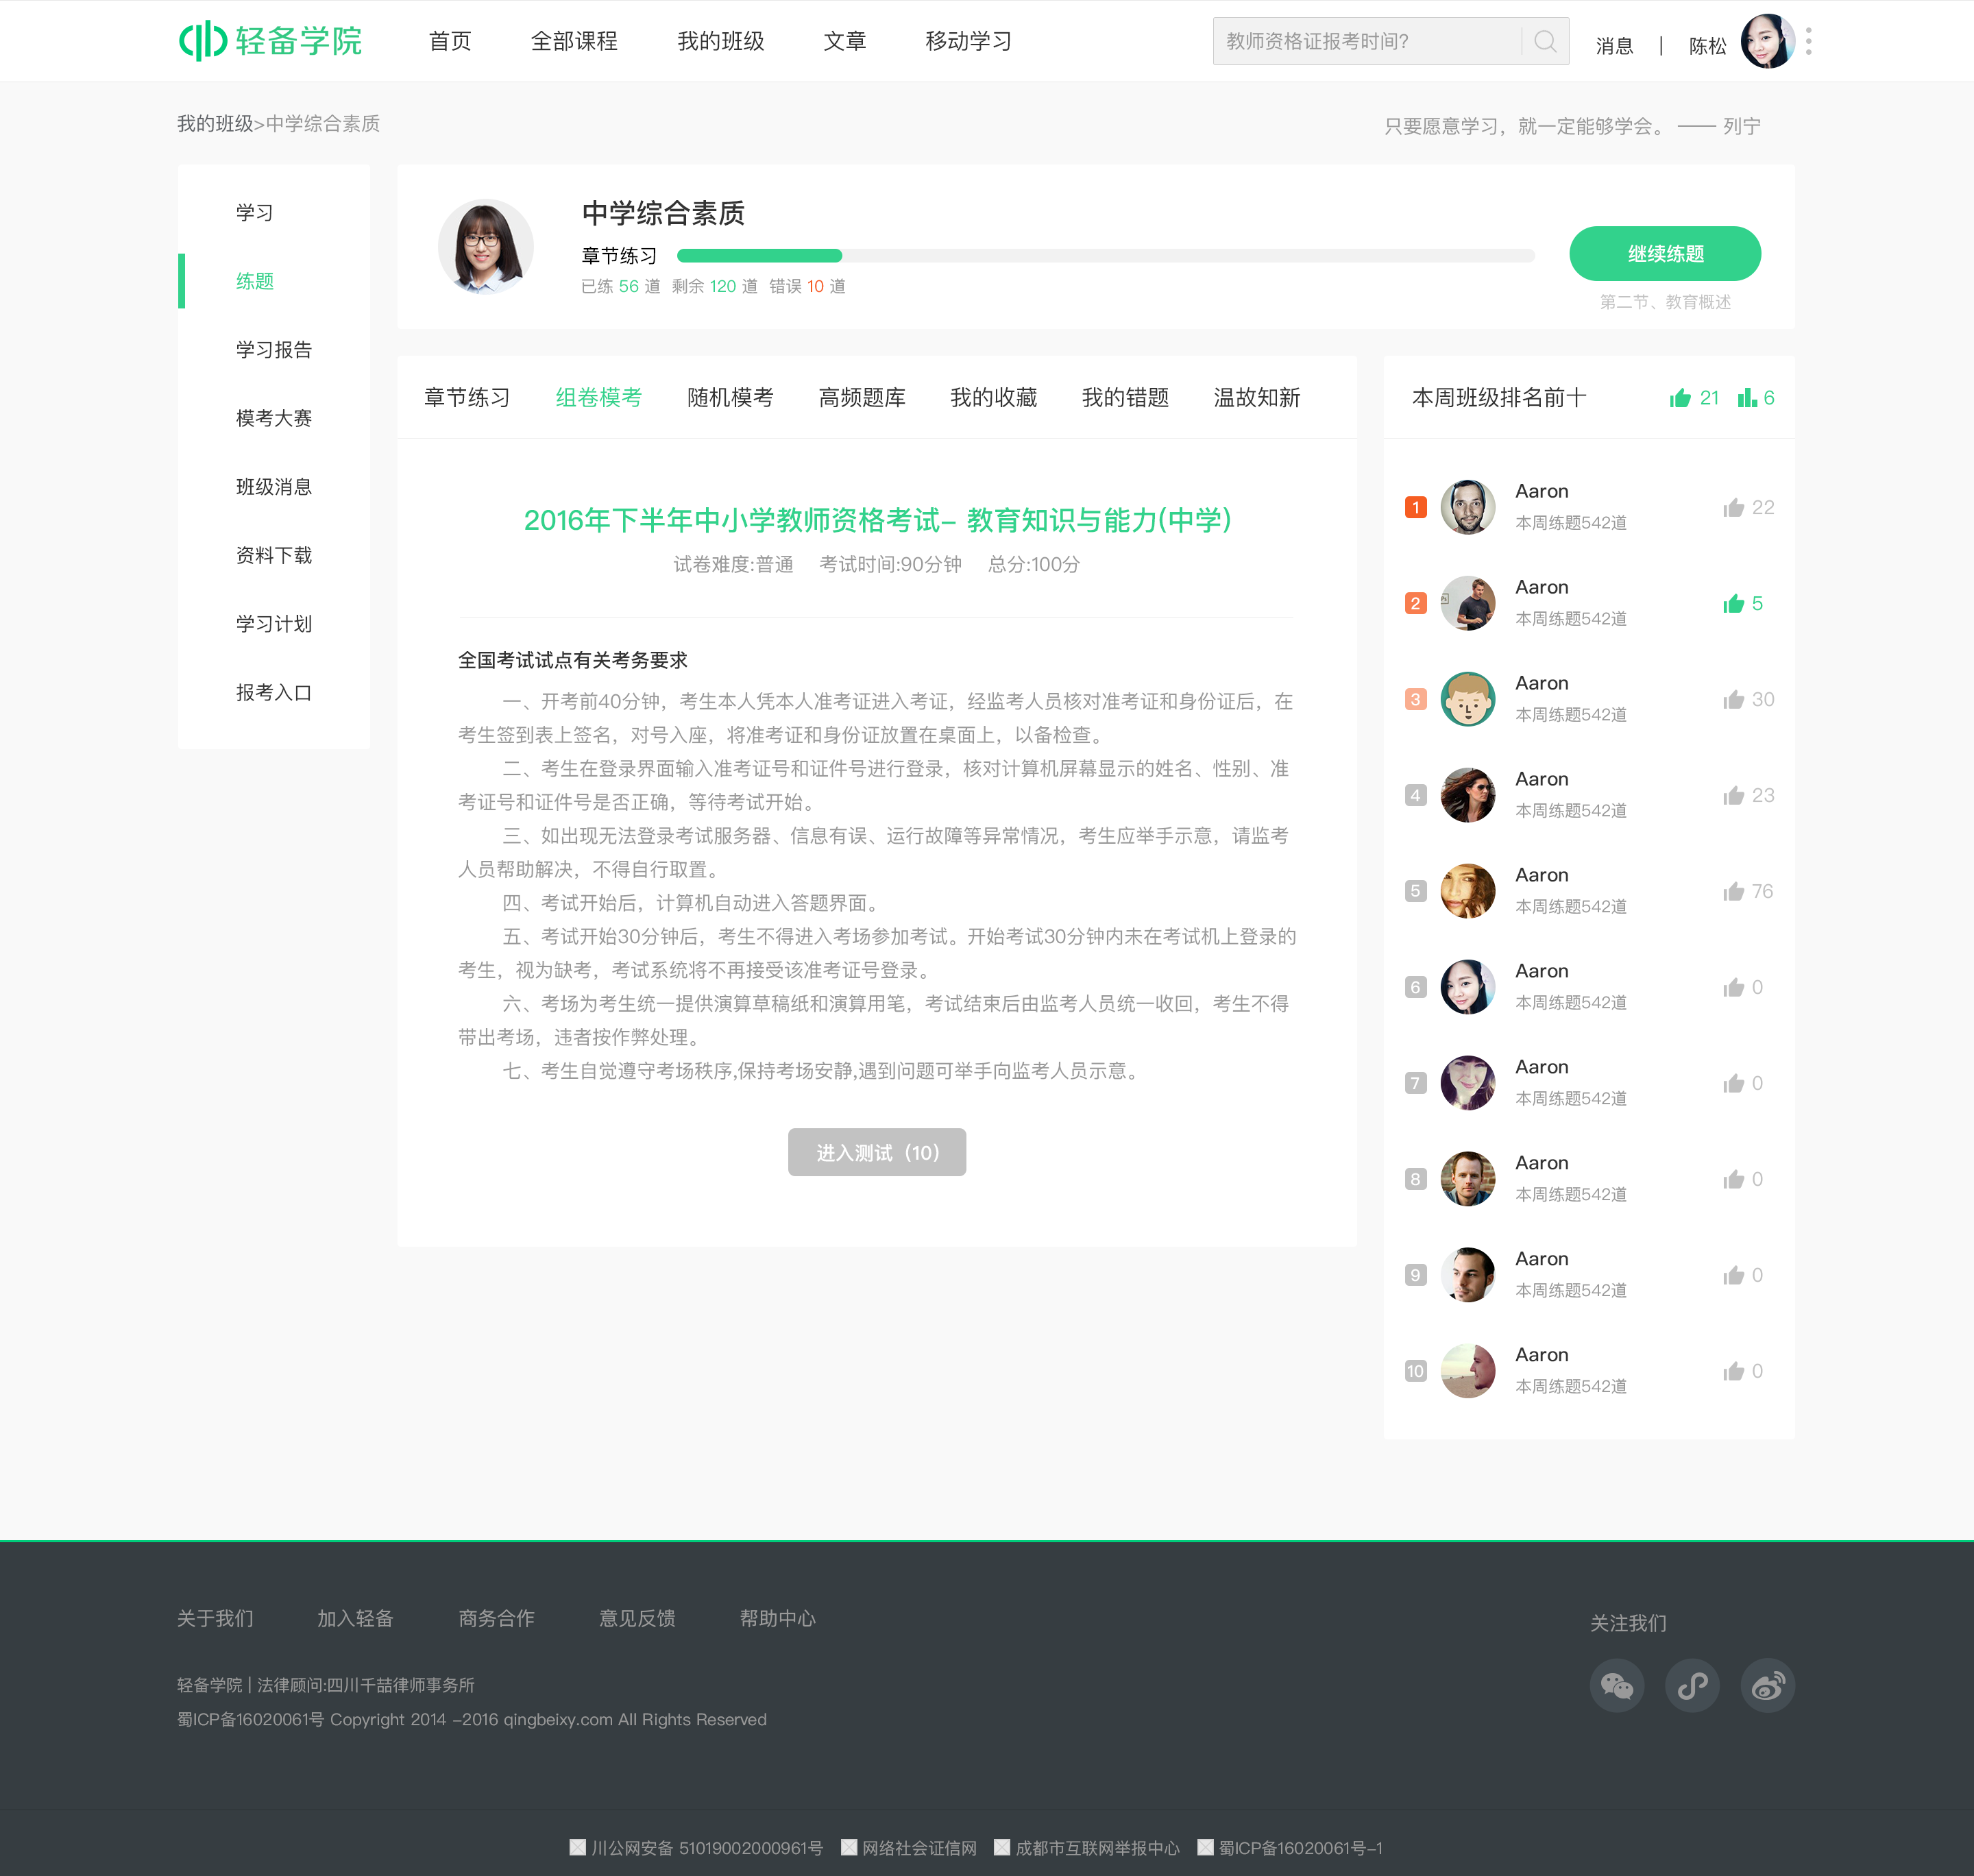 轻备学院
首页 全部课程 我的班级 文章 移动学习
教师资格证报考时间?
消息 | 陈松
我的班级>中学综合素质
只要愿意学习，就一定能够学会。 —— 列宁
学习
练题
学习报告
模考大赛
班级消息
资料下载
学习计划
报考入口
中学综合素质
章节练习
已练 56 道 剩余 120 道 错误 10 道
继续练题
第二节、教育概述
章节练习 组卷模考 随机模考 高频题库 我的收藏 我的错题 温故知新
2016年下半年中小学教师资格考试- 教育知识与能力(中学)
试卷难度:普通 考试时间:90分钟 总分:100分
全国考试试点有关考务要求
一、开考前40分钟，考生本人凭本人准考证进入考证，经监考人员核对准考证和身份证后，在
考生签到表上签名，对号入座，将准考证和身份证放置在桌面上，以备检查。
二、考生在登录界面输入准考证号和证件号进行登录，核对计算机屏幕显示的姓名、性别、准
考证号和证件号是否正确，等待考试开始。
三、如出现无法登录考试服务器、信息有误、运行故障等异常情况，考生应举手示意，请监考
人员帮助解决，不得自行取置。
四、考试开始后，计算机自动进入答题界面。
五、考试开始30分钟后，考生不得进入考场参加考试。开始考试30分钟内未在考试机上登录的
考生，视为缺考，考试系统将不再接受该准考证号登录。
六、考场为考生统一提供演算草稿纸和演算用笔，考试结束后由监考人员统一收回，考生不得
带出考场，违者按作弊处理。
七、考生自觉遵守考场秩序,保持考场安静,遇到问题可举手向监考人员示意。
进入测试（10）
本周班级排名前十 21 6
1 Aaron 22
本周练题542道
2 Aaron 5
本周练题542道
3 Aaron 30
本周练题542道
4 Aaron 23
本周练题542道
5 Aaron 76
本周练题542道
6 Aaron 0
本周练题542道
7 Aaron 0
本周练题542道
8 Aaron 0
本周练题542道
9 Aaron 0
本周练题542道
10 Aaron 0
本周练题542道
关于我们 加入轻备 商务合作 意见反馈 帮助中心
关注我们
轻备学院 | 法律顾问:四川千喆律师事务所
蜀ICP备16020061号 Copyright 2014 -2016 qingbeixy.com All Rights Reserved
川公网安备 51019002000961号 网络社会证信网 成都市互联网举报中心 蜀ICP备16020061号-1